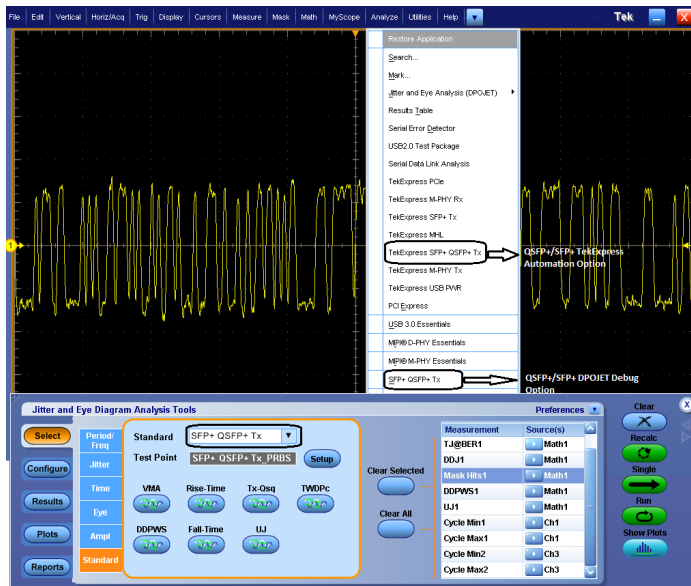 File Edit Vertical Horiz/Acq Trig Display Cursors Measure Mask Math MyScope Analyze Utilities Help Tek X
Restore Application
Search...
Mark...
Jitter and Eye Analysis (DPOJET)
Results Table
Serial Error Detector
USB2.0 Test Package
Serial Data Link Analysis
TekExpress PCIe
TekExpress M-PHY Rx
TekExpress SFP+ Tx
TekExpress MHL
TekExpress SFP+ QSFP+ Tx
QSFP+/SFP+ TekExpress
Automation Option
TekExpress M-PHY Tx
TekExpress USB PWR
PCI Express
USB 3.0 Essentials
MIPI® D-PHY Essentials
MIPI® M-PHY Essentials
SFP+ QSFP+ Tx
QSFP+/SFP+ DPOJET Debug
Option
1
Jitter and Eye Diagram Analysis Tools
Preferences
Clear
X
Select
Configure
Results
Plots
Reports
Period/
Freq
Jitter
Time
Eye
Ampl
Standard
Standard SFP+ QSFP+ Tx
Test Point SFP+ QSFP+ Tx_PRBS Setup
VMA Rise-Time Tx-Qsq TWDPc
DDPWS Fall-Time UJ
Clear Selected
Clear All
Measurement Source(s)
TJ@BER1 Math1
DDJ1 Math1
Mask Hits1 Math1
DDPWS1 Math1
UJ1 Math1
Cycle Min1 Ch1
Cycle Max1 Ch1
Cycle Min2 Ch3
Cycle Max2 Ch3
Recalc
Single
Run
Show Plots